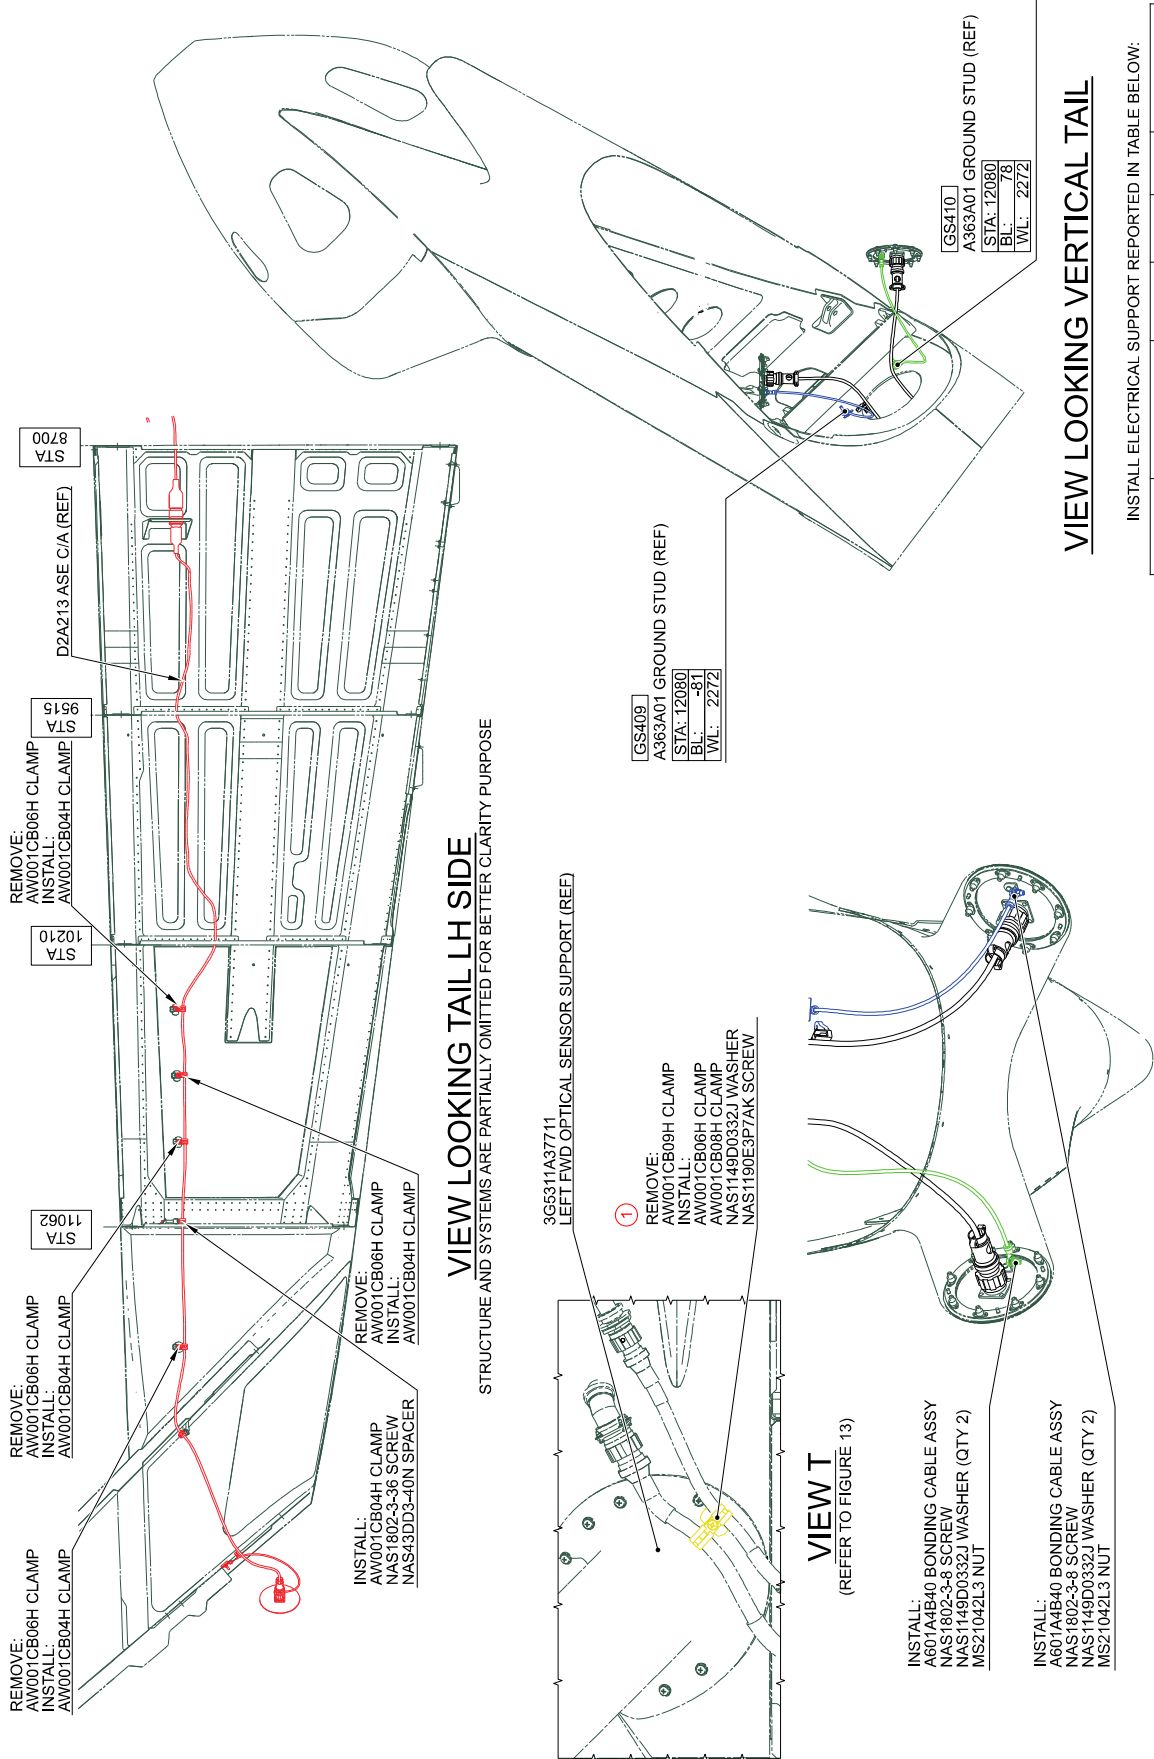 REMOVE:
AW001CB06H CLAMP
INSTALL:
AW001CB04H CLAMP
REMOVE:
AW001CB06H CLAMP
INSTALL:
AW001CB04H CLAMP
REMOVE:
AW001CB06H CLAMP
INSTALL:
AW001CB04H CLAMP
STA
11062
STA
10210
STA
9515
STA
8700
D2A213 ASE C/A (REF)
INSTALL:
AW001CB04H CLAMP
NAS1802-3-36 SCREW
NAS43DD3-40N SPACER
REMOVE:
AW001CB06H CLAMP
INSTALL:
AW001CB04H CLAMP
VIEW LOOKING TAIL LH SIDE
STRUCTURE AND SYSTEMS ARE PARTIALLY OMITTED FOR BETTER CLARITY PURPOSE
3G5311A37711
LEFT FWD OPTICAL SENSOR SUPPORT (REF)
1
REMOVE:
AW001CB09H CLAMP
INSTALL:
AW001CB06H CLAMP
AW001CB08H CLAMP
NAS1149D0332J WASHER
NAS1190E3P7AK SCREW
VIEW T
(REFER TO FIGURE 13)
GS409
A363A01 GROUND STUD (REF)
STA: 12080
BL: -81
WL: 2272
GS410
A363A01 GROUND STUD (REF)
STA: 12080
BL: 78
WL: 2272
INSTALL:
A601A4B40 BONDING CABLE ASSY
NAS1802-3-8 SCREW
NAS1149D0332J WASHER (QTY 2)
MS21042L3 NUT
INSTALL:
A601A4B40 BONDING CABLE ASSY
NAS1802-3-8 SCREW
NAS1149D0332J WASHER (QTY 2)
MS21042L3 NUT
VIEW LOOKING VERTICAL TAIL
INSTALL ELECTRICAL SUPPORT REPORTED IN TABLE BELOW: